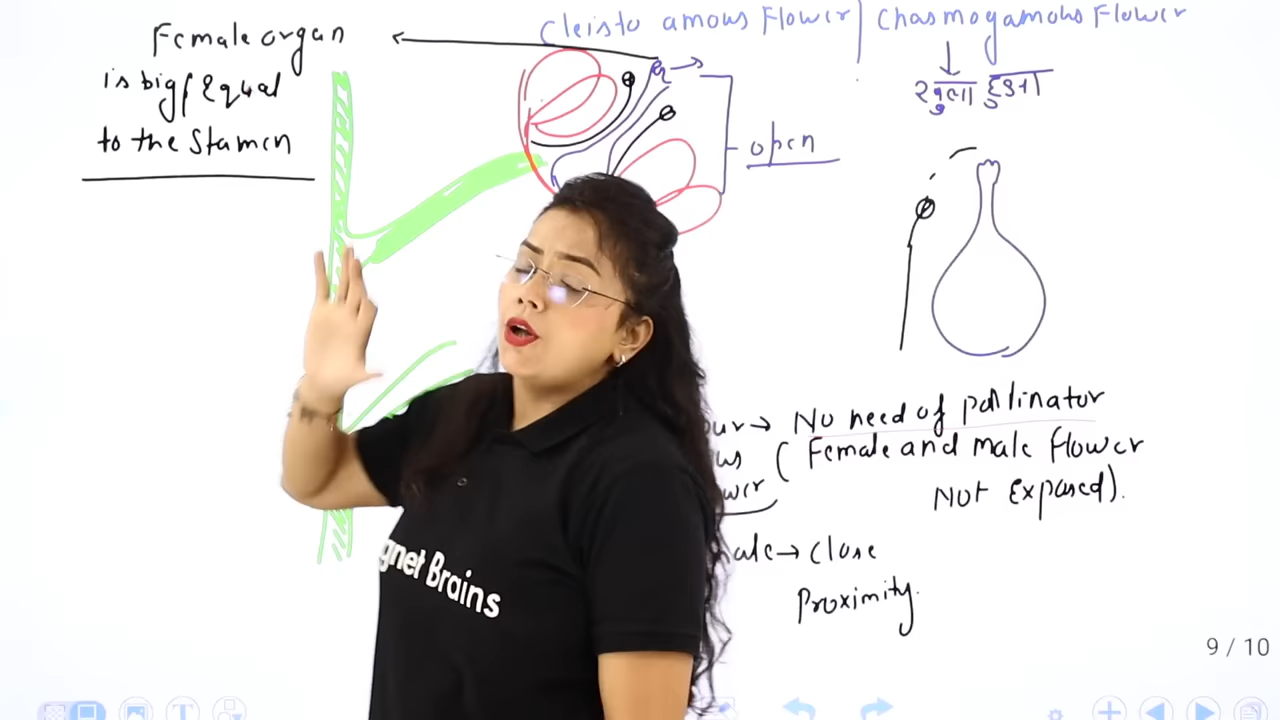 Cleisto amous Flower | Chasmogamous Flower
खुला हुआ
Female organ
is big/Equal
to the Stamen
open
No need of pollinator
(Female and male flower
Not Exposed).
→ Close
Proximity.
gnet Brains
9 / 10